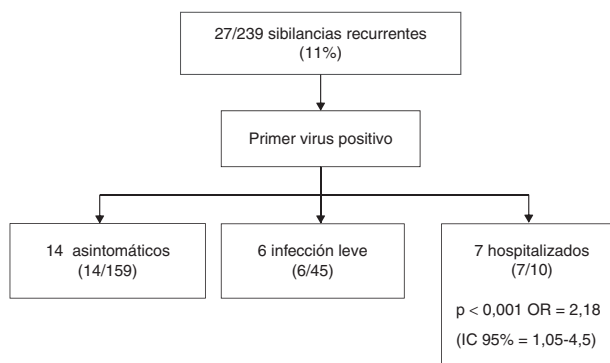 27/239 sibilancias recurrentes
(11%)
Primer virus positivo
14 asintomáticos
(14/159)
6 infección leve
(6/45)
7 hospitalizados
(7/10)
p < 0,001 OR = 2,18
(IC 95% = 1,05-4,5)